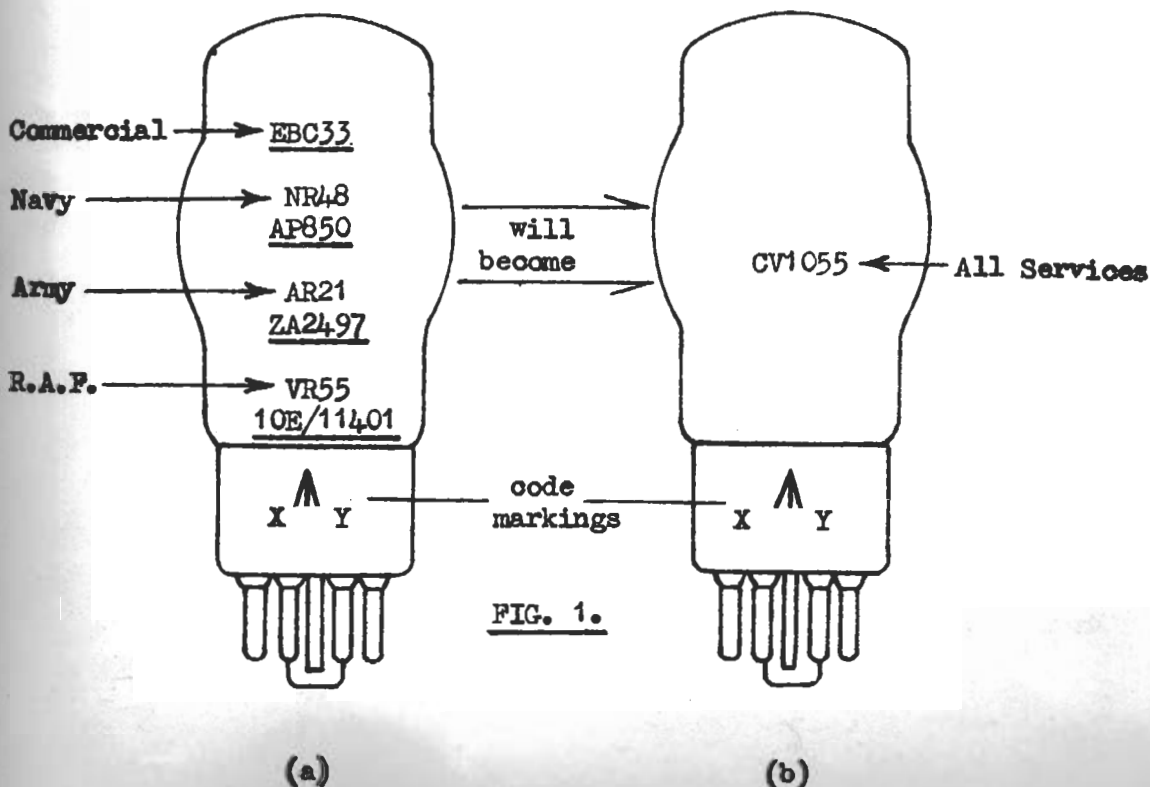 Commercial
EBC33
Navy
NR48
AP850
Army
AR21
ZA2497
R.A.F.
VR55
10E/11401
will
become
CV1055
All Services
X Y
code
markings
X Y
FIG. 1.
(a)
(b)